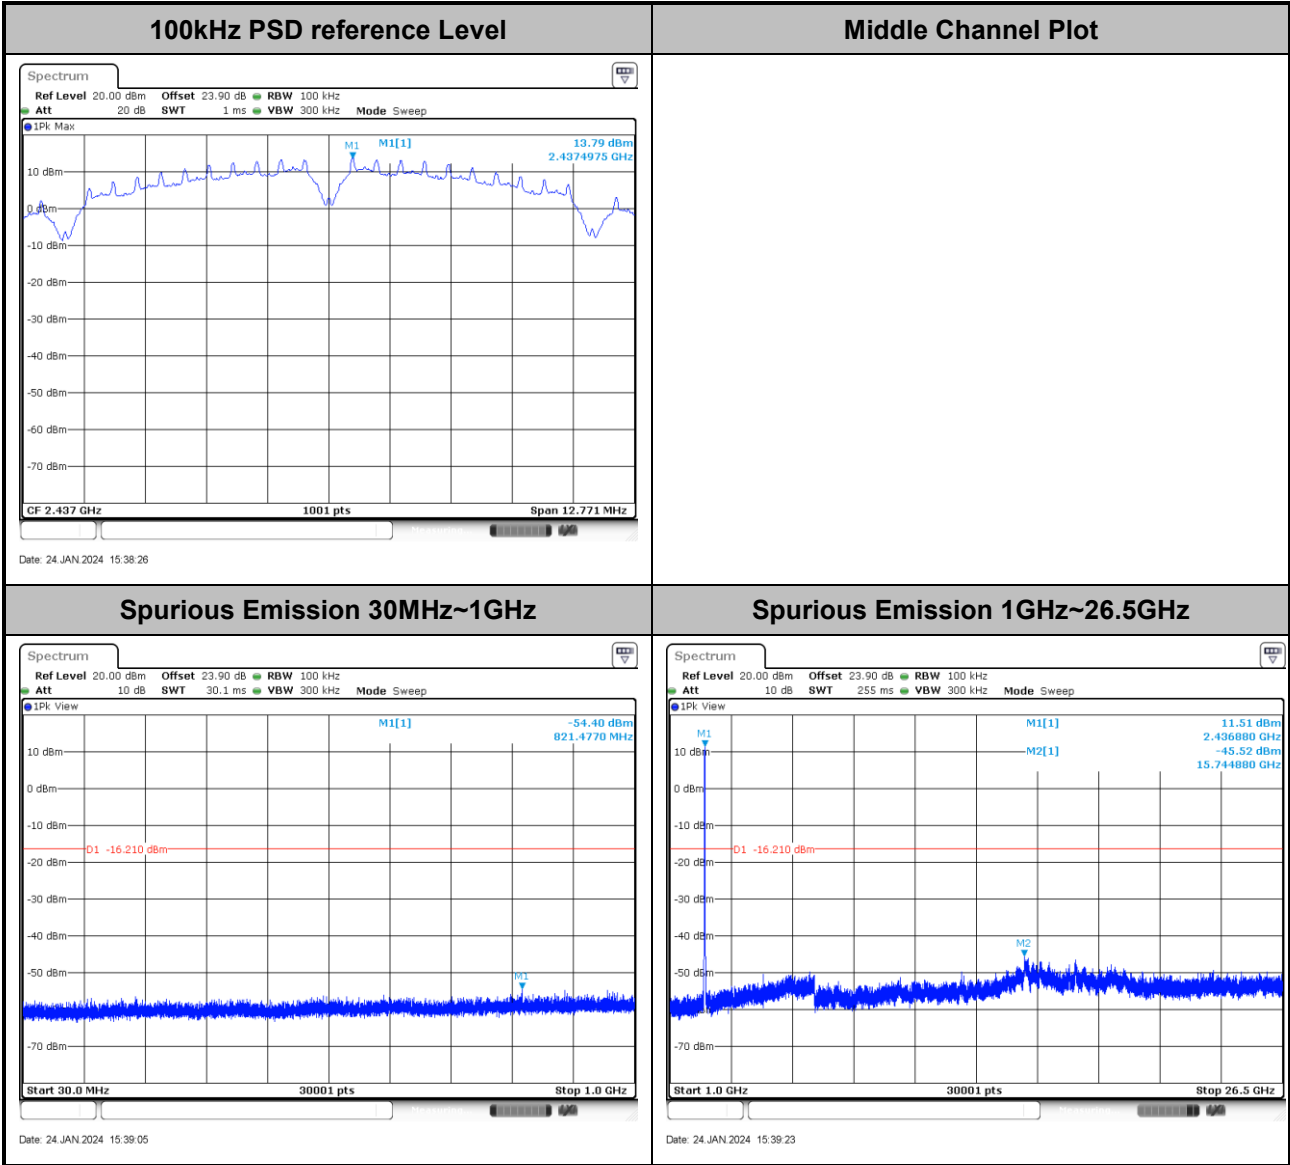 100kHz PSD reference Level
Middle Channel Plot
Spectrum
Ref Level 20.00 dBm Offset 23.90 dB RBW 100 kHz
Att 20 dB SWT 1 ms VBW 300 kHz Mode Sweep
1Pk Max
M1
M1[1] 13.79 dBm
2.4374975 GHz
10 dBm
0 dBm
-10 dBm
-20 dBm
-30 dBm
-40 dBm
-50 dBm
-60 dBm
-70 dBm
CF 2.437 GHz 1001 pts Span 12.771 MHz
Date: 24.JAN.2024 15:38:26
Spurious Emission 30MHz~1GHz
Spectrum
Ref Level 20.00 dBm Offset 23.90 dB RBW 100 kHz
Att 10 dB SWT 30.1 ms VBW 300 kHz Mode Sweep
1Pk View
M1[1] -54.40 dBm
821.4770 MHz
10 dBm
0 dBm
-10 dBm
D1 -16.210 dBm
-20 dBm
-30 dBm
-40 dBm
-50 dBm
M1
-70 dBm
Start 30.0 MHz 30001 pts Stop 1.0 GHz
Date: 24.JAN.2024 15:39:05
Spurious Emission 1GHz~26.5GHz
Spectrum
Ref Level 20.00 dBm Offset 23.90 dB RBW 100 kHz
Att 10 dB SWT 255 ms VBW 300 kHz Mode Sweep
1Pk View
M1[1] 11.51 dBm
M1
2.436880 GHz
10 dBm
M2[1] -45.52 dBm
15.744880 GHz
0 dBm
-10 dBm
D1 -16.210 dBm
-20 dBm
-30 dBm
-40 dBm
M2
-50 dBm
-70 dBm
Start 1.0 GHz 30001 pts Stop 26.5 GHz
Date: 24.JAN.2024 15:39:23